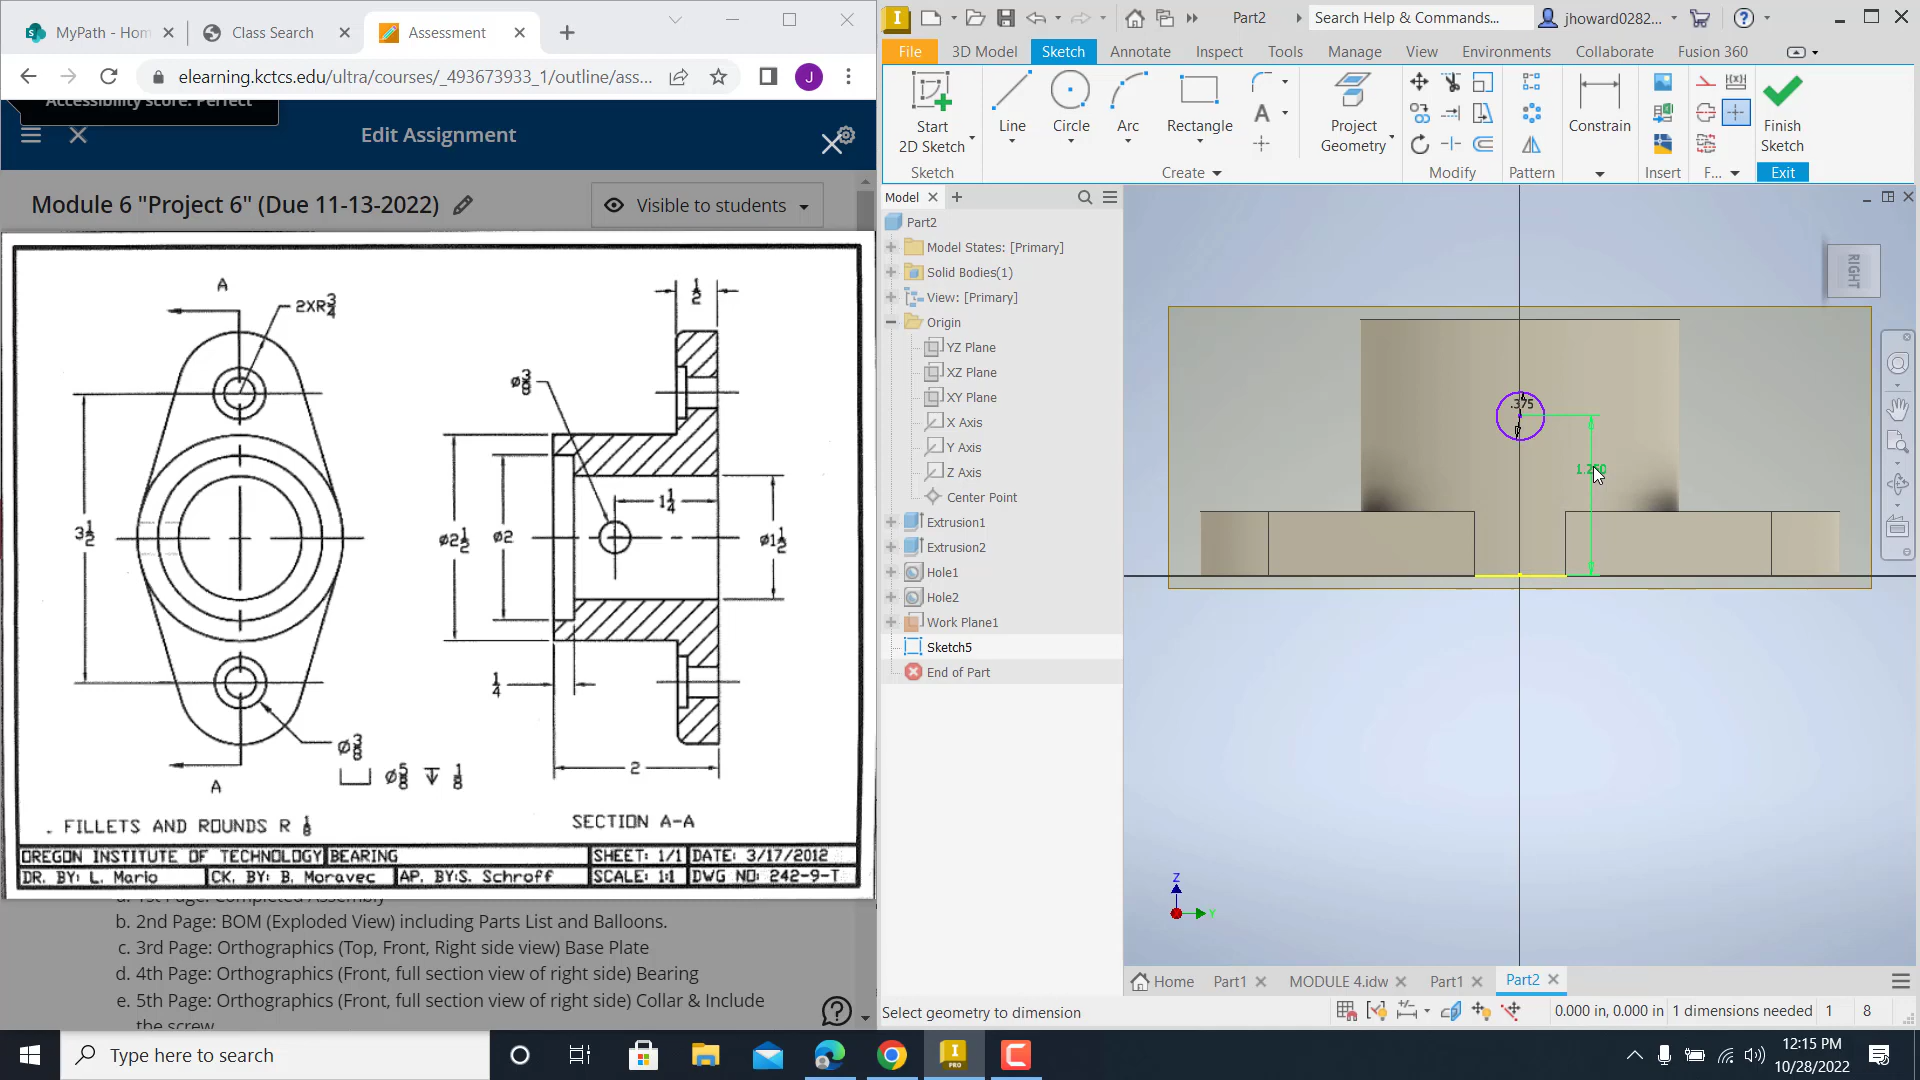 MyPath - Hom
Class Search
Assessment
elearning.kctcs.edu/ultra/courses/_493673933_1/outline/ass...
J
Accessibility score: Perfect
Edit Assignment
Module 6 "Project 6" (Due 11-13-2022)
Visible to students
A
2XR3/4
1/2
Ø3/8
3 1/2
Ø2 1/2
Ø2
1 1/4
Ø1 1/2
1/4
2
Ø3/8
Ø5/8 ↧ 1/8
A
. FILLETS AND ROUNDS R 1/8
SECTION A-A
OREGON INSTITUTE OF TECHNOLOGY BEARING SHEET: 1/1 DATE: 3/17/2012
DR. BY: L. Mario CK. BY: B. Moravec AP. BY:S. Schroff SCALE: 1:1 DWG NO: 242-9-T
a. 1st Page: Completed Assembly
b. 2nd Page: BOM (Exploded View) including Parts List and Balloons.
c. 3rd Page: Orthographics (Top, Front, Right side view) Base Plate
d. 4th Page: Orthographics (Front, full section view of right side) Bearing
e. 5th Page: Orthographics (Front, full section view of right side) Collar & Include
the screw
Part2
Search Help & Commands...
jhoward0282...
File 3D Model Sketch Annotate Inspect Tools Manage View Environments Collaborate Fusion 360
Start
2D Sketch
Line
Circle
Arc
Rectangle
Project
Geometry
Constrain
Finish
Sketch
Sketch
Create
Modify
Pattern
Insert
F...
Exit
Model
Part2
Model States: [Primary]
Solid Bodies(1)
View: [Primary]
Origin
YZ Plane
XZ Plane
XY Plane
X Axis
Y Axis
Z Axis
Center Point
Extrusion1
Extrusion2
Hole1
Hole2
Work Plane1
Sketch5
End of Part
RIGHT
.375
Z
Y
Home
Part1
MODULE 4.idw
Part1
Part2
Select geometry to dimension
0.000 in, 0.000 in
1 dimensions needed
1
8
Type here to search
PRO
12:15 PM
10/28/2022